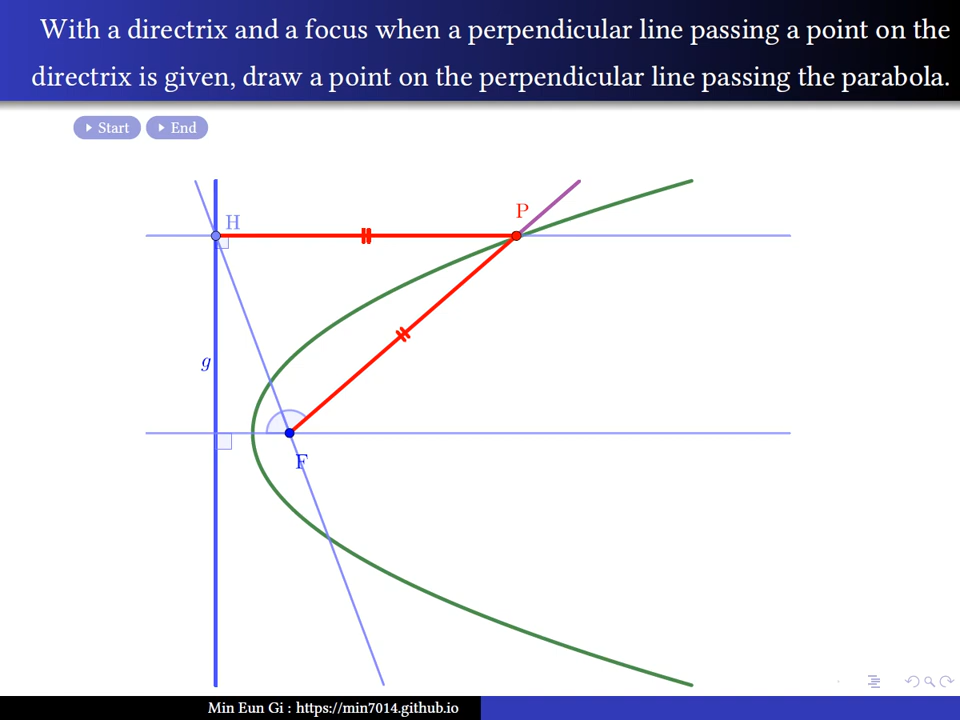 With a directrix and a focus when a perpendicular line passing a point on the
directrix is given, draw a point on the perpendicular line passing the parabola.
Start End
P
H
g
F
Min Eun Gi : https://min7014.github.io